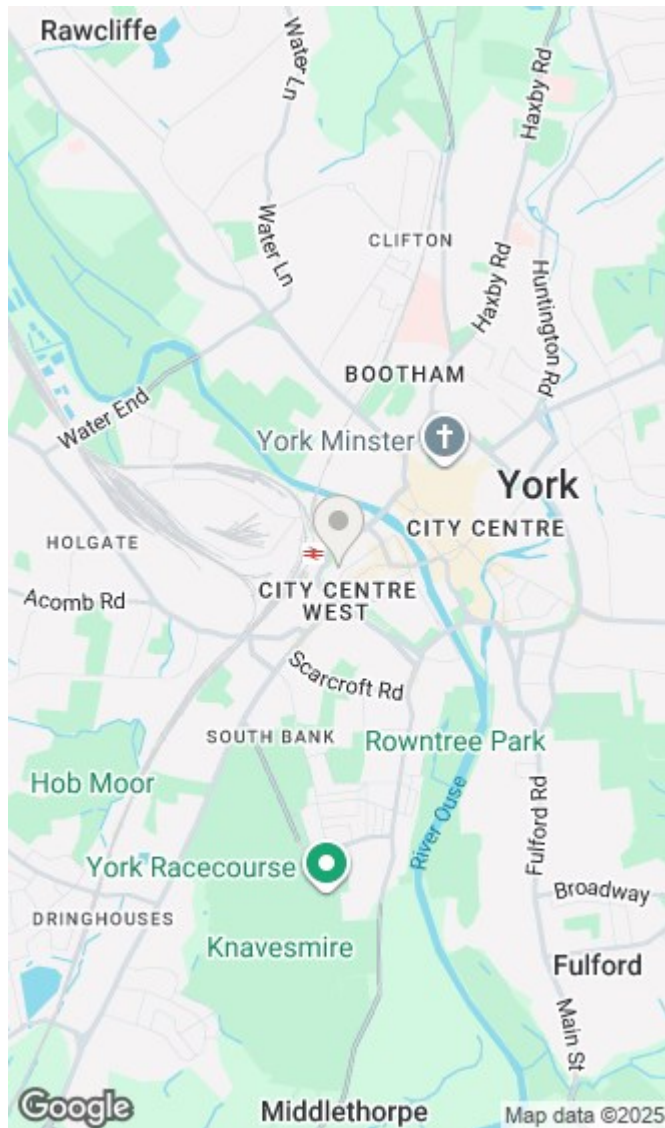 Rawcliffe
Water Ln
Haxby Rd
Water Ln
CLIFTON
Haxby Rd
Huntington Rd
BOOTHAM
Water End
York Minster
York
CITY CENTRE
HOLGATE
CITY CENTRE
WEST
Acomb Rd
Scarcroft Rd
SOUTH BANK
Rowntree Park
Hob Moor
River Ouse
Fulford Rd
York Racecourse
Broadway
DRINGHOUSES
Knavesmire
Fulford
Main St
Google
Middlethorpe
Map data ©2025